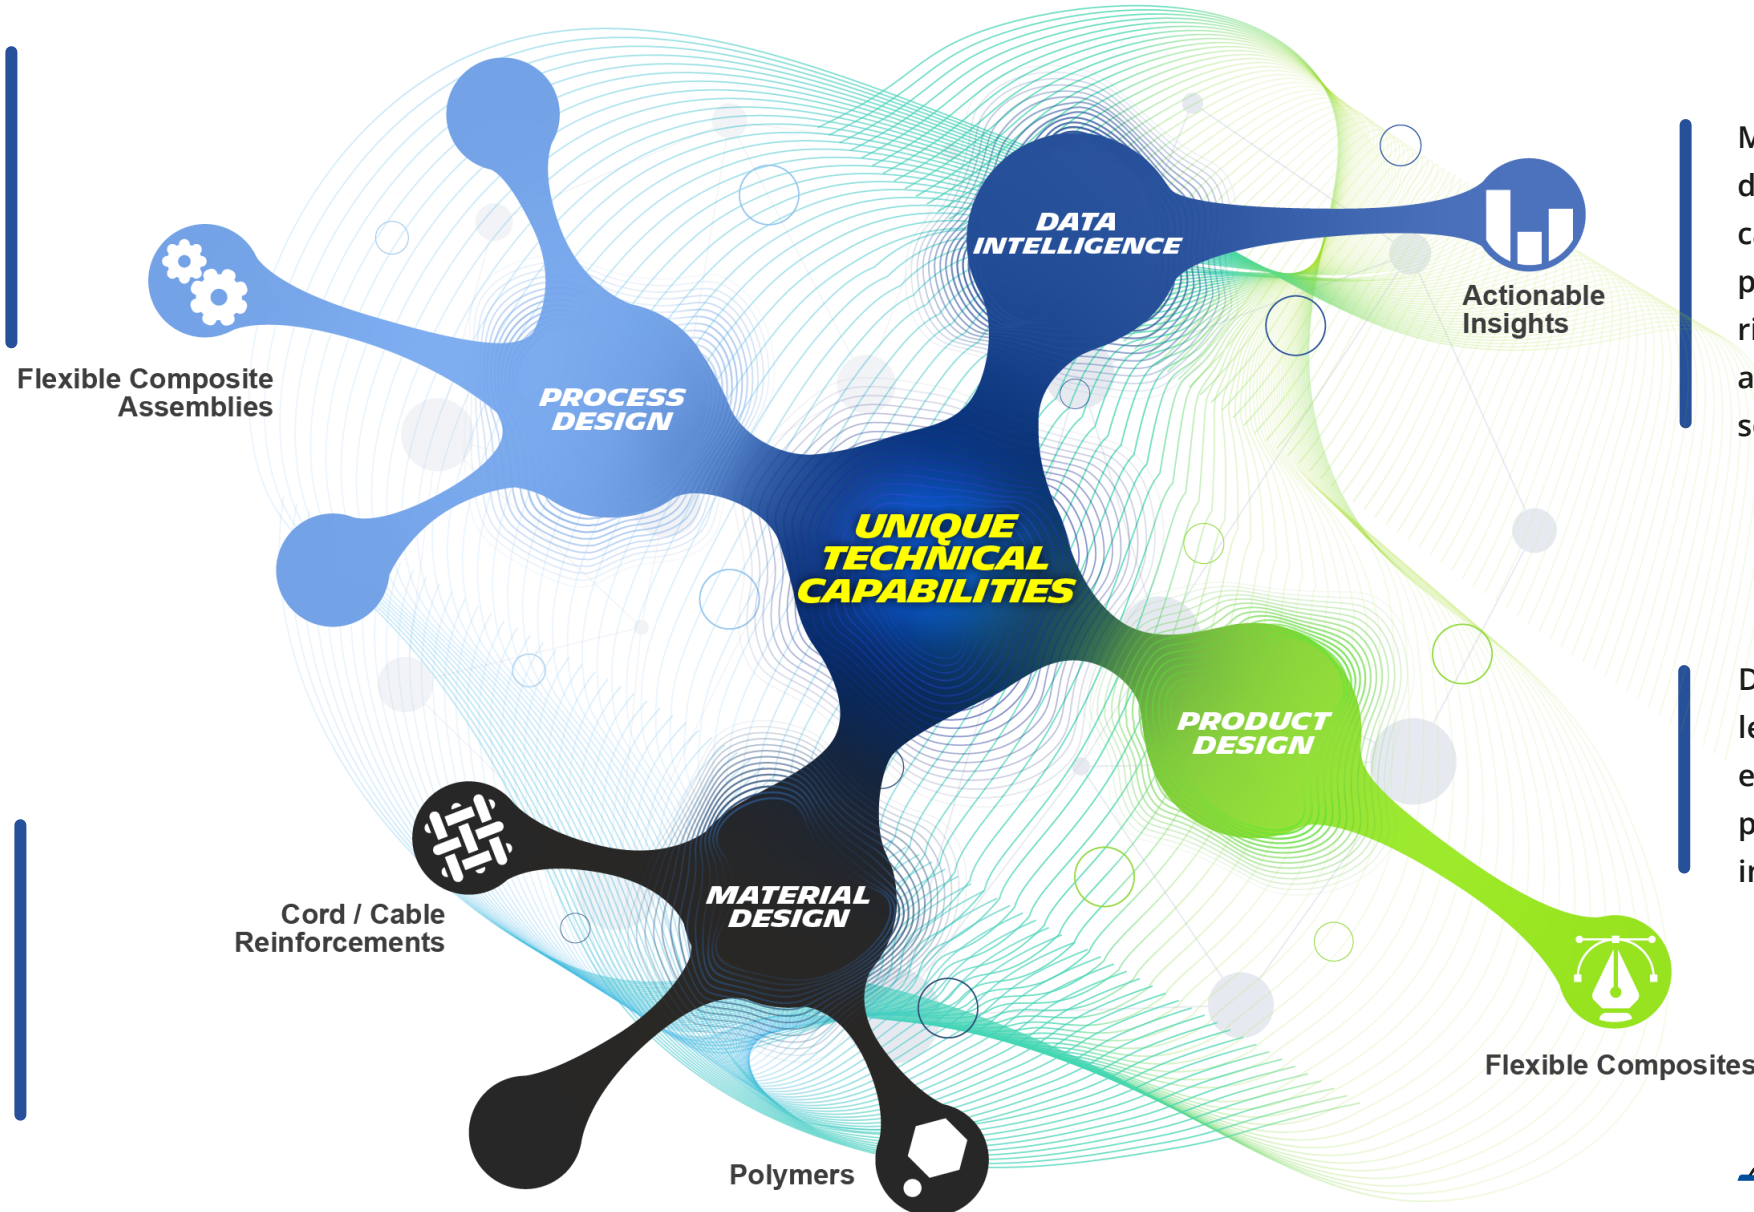 DATA
INTELLIGENCE
Actionable
Insights
Flexible Composite
Assemblies
PROCESS
DESIGN
UNIQUE
TECHNICAL
CAPABILITIES
PRODUCT
DESIGN
MATERIAL
DESIGN
Cord / Cable
Reinforcements
Flexible Composites
Polymers